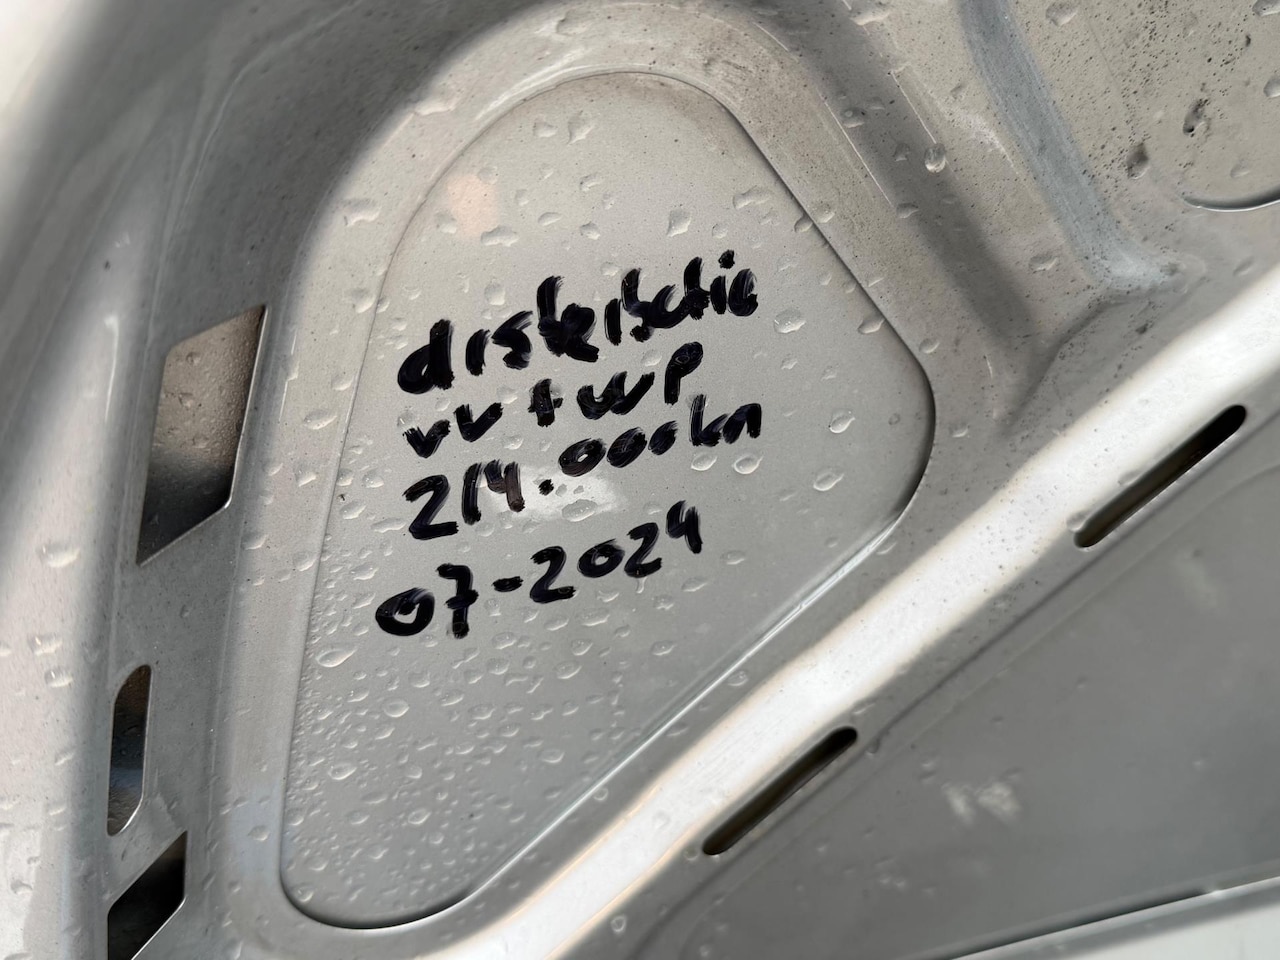 distributie
vv + wp
214.000km
07-2024